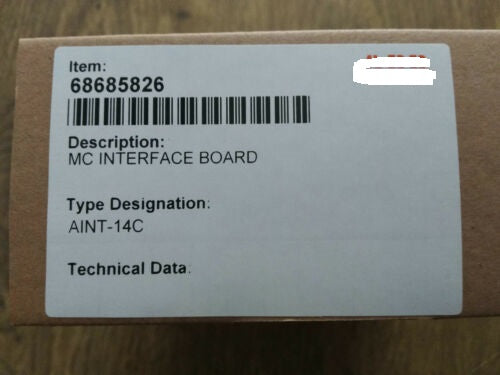 Item:
68685826
Description:
MC INTERFACE BOARD
Type Designation:
AINT-14C
Technical Data: